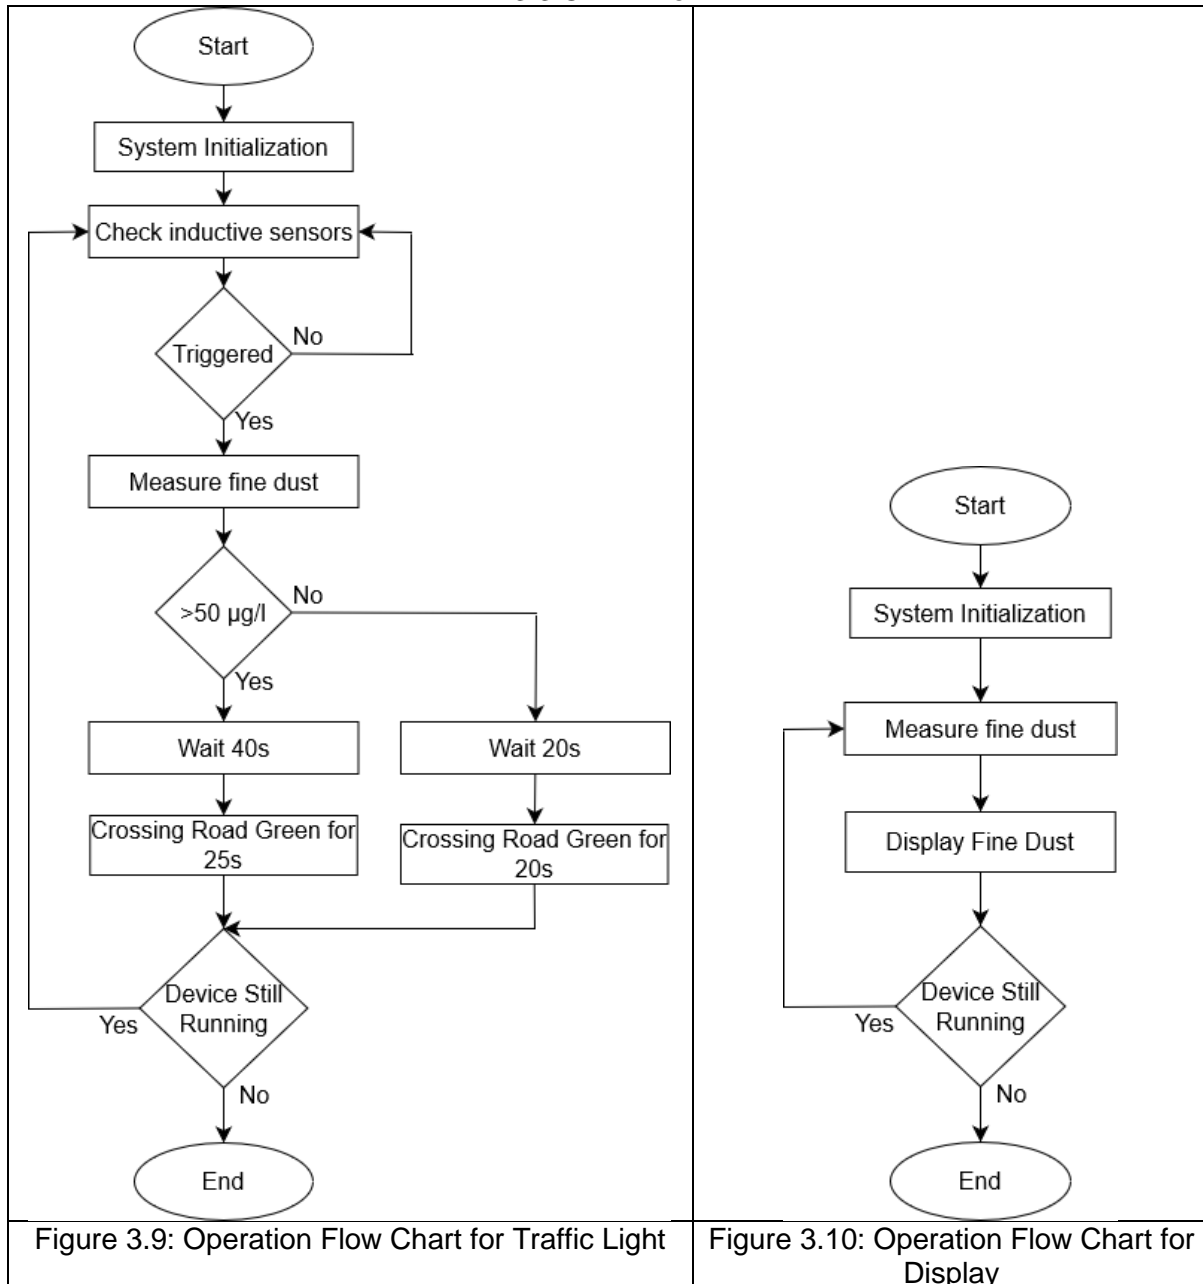 Start
System Initialization
Check inductive sensors
Triggered
No
Yes
Measure fine dust
>50 µg/l
No
Yes
Wait 40s
Wait 20s
Crossing Road Green for
25s
Crossing Road Green for
20s
Device Still
Running
Yes
No
End
Figure 3.9: Operation Flow Chart for Traffic Light
Start
System Initialization
Measure fine dust
Display Fine Dust
Device Still
Running
Yes
No
End
Figure 3.10: Operation Flow Chart for
Display